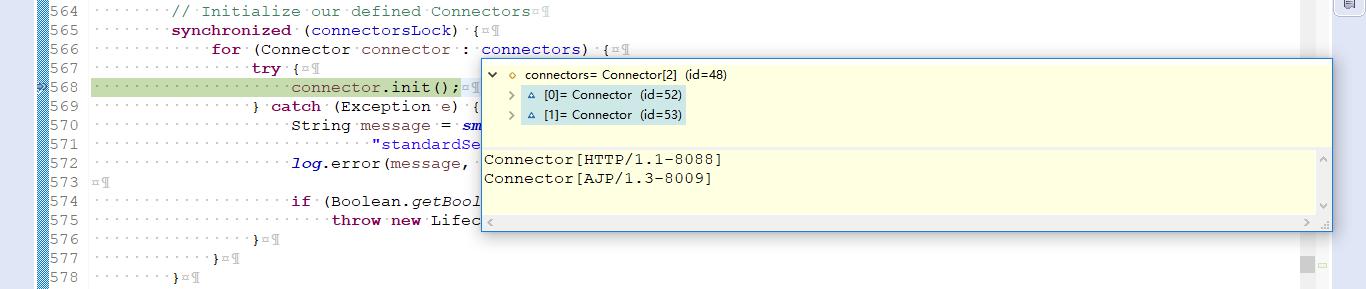 564 // Initialize our defined Connectors¤¶
565 synchronized (connectorsLock) {¤¶
566 for (Connector connector : connectors) {¤¶
567 try {¤¶
568 connector.init();¤¶
569 } catch (Exception e) {
570 String message = sm
571 "standardSe
572 log.error(message,
573 ¤¶
574 if (Boolean.getBool
575 throw new Lifec
576 }¤¶
577 }¤¶
578 }¤¶
connectors= Connector[2] (id=48)
[0]= Connector (id=52)
[1]= Connector (id=53)
Connector[HTTP/1.1-8088]
Connector[AJP/1.3-8009]